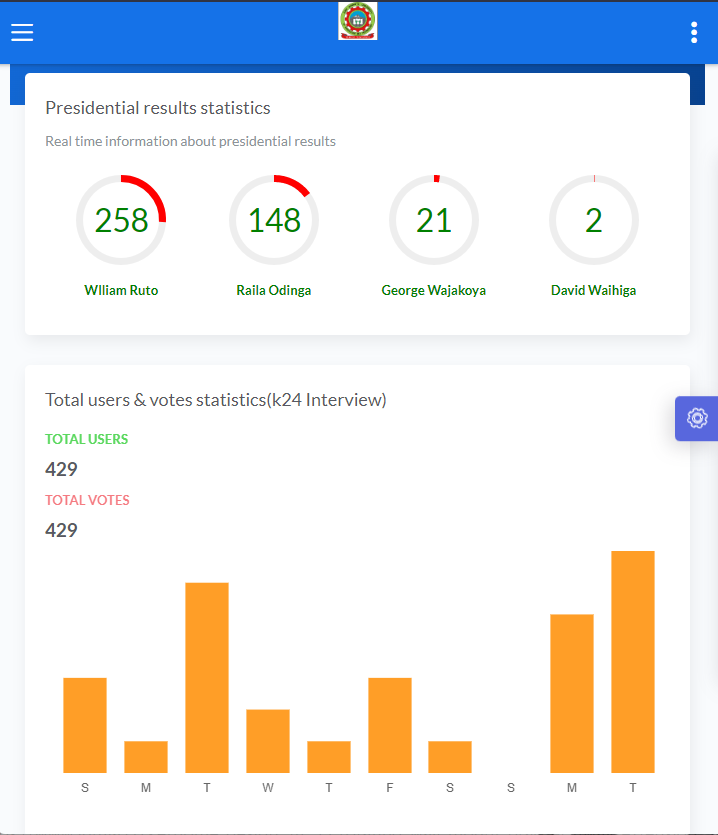 Presidential results statistics
Real time information about presidential results
258 148 21 2
Wlliam Ruto Raila Odinga George Wajakoya David Waihiga
Total users & votes statistics(k24 Interview)
TOTAL USERS
429
TOTAL VOTES
429
S M T W T F S S M T